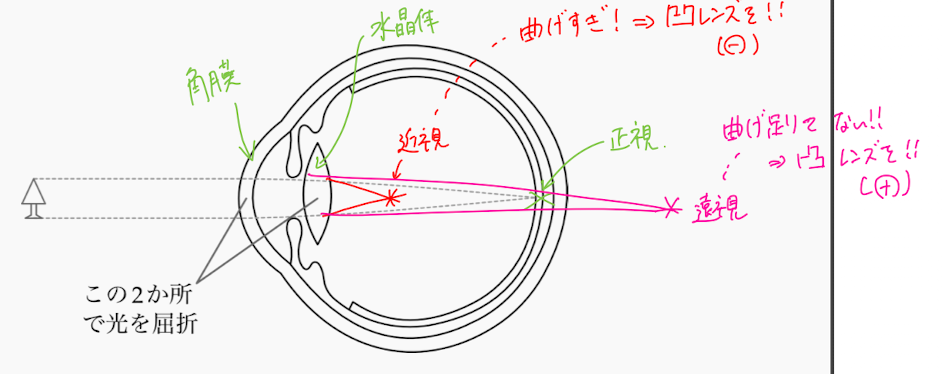 水晶体
曲げすぎ！⇒凹レンズを!!
(⊖)
角膜
近視
正視.
曲げ足りてない!!
⇒凸レンズを!!
(⊕)
遠視
この2か所
で光を屈折